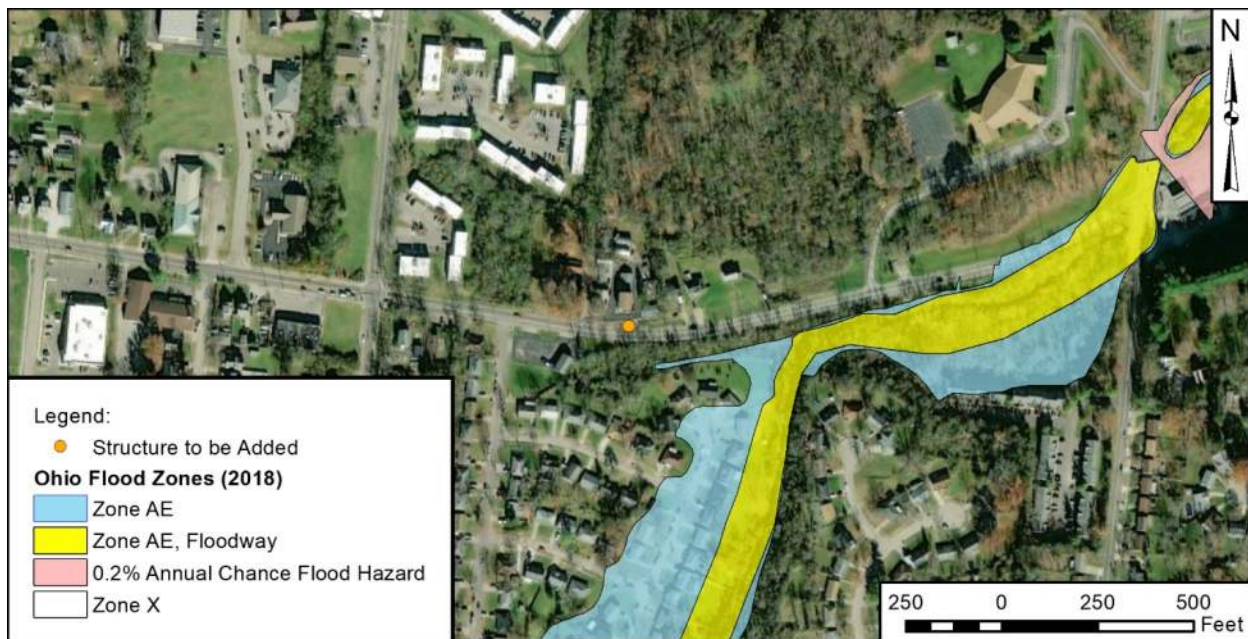 N
Legend:
Structure to be Added
Ohio Flood Zones (2018)
Zone AE
Zone AE, Floodway
0.2% Annual Chance Flood Hazard
Zone X
250 0 250 500
Feet